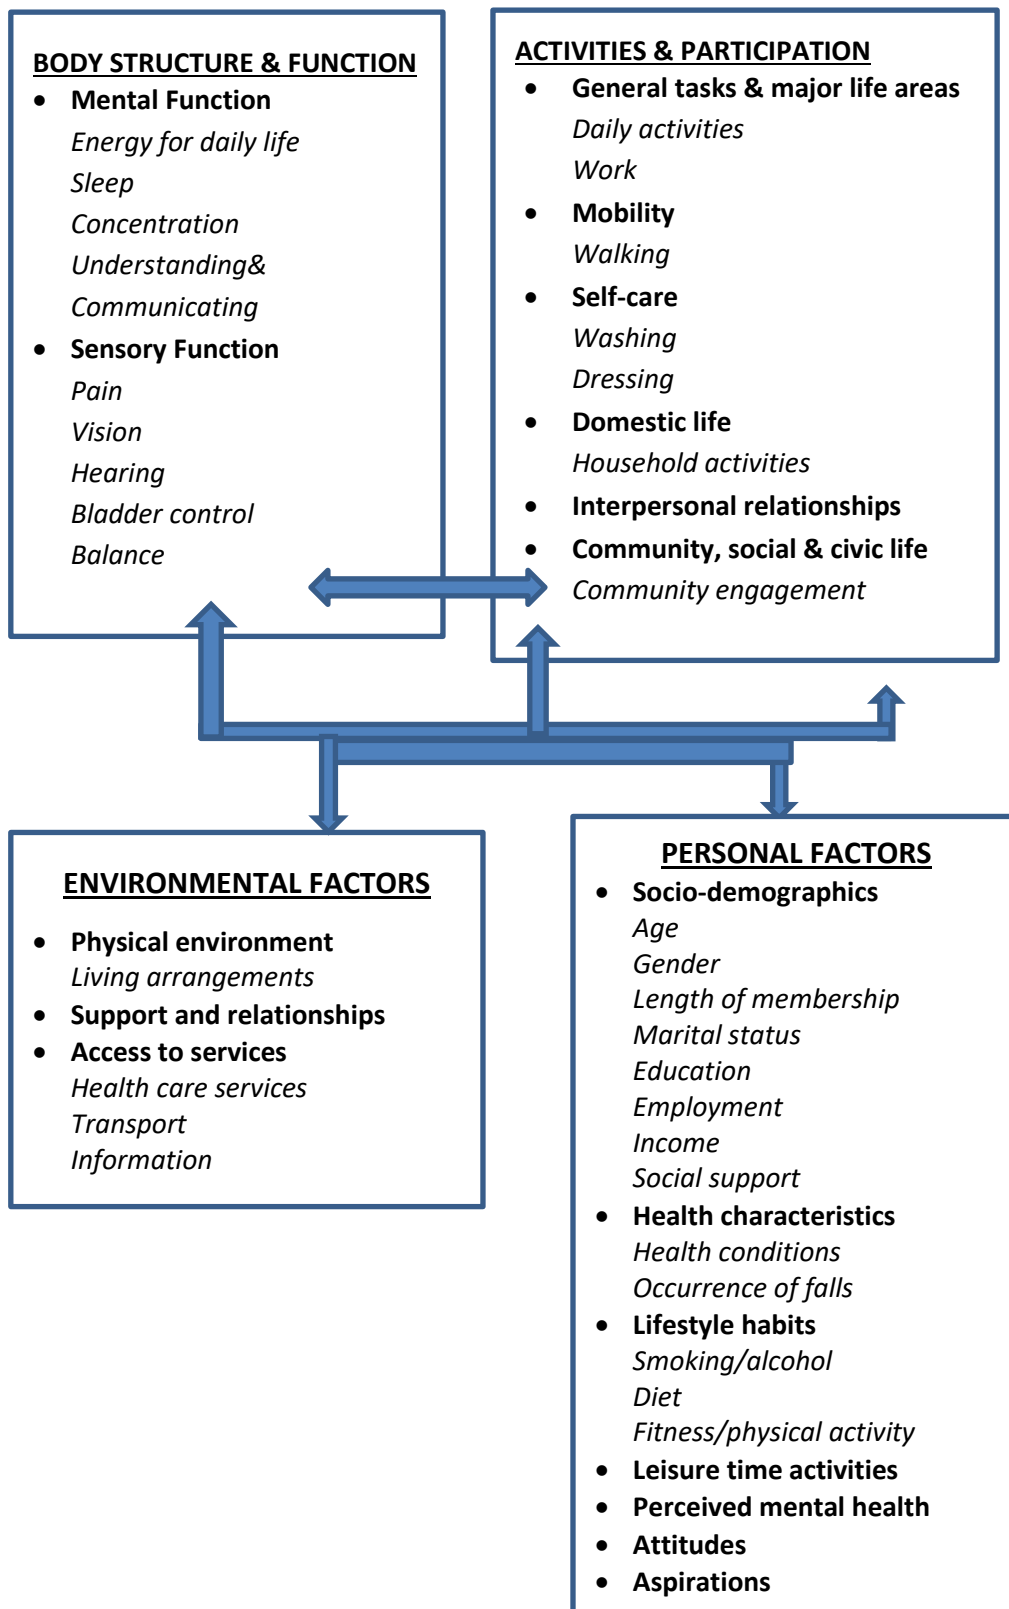 BODY STRUCTURE & FUNCTION
• Mental Function
Energy for daily life
Sleep
Concentration
Understanding&
Communicating
• Sensory Function
Pain
Vision
Hearing
Bladder control
Balance
ACTIVITIES & PARTICIPATION
• General tasks & major life areas
Daily activities
Work
• Mobility
Walking
• Self-care
Washing
Dressing
• Domestic life
Household activities
• Interpersonal relationships
• Community, social & civic life
Community engagement
ENVIRONMENTAL FACTORS
• Physical environment
Living arrangements
• Support and relationships
• Access to services
Health care services
Transport
Information
PERSONAL FACTORS
• Socio-demographics
Age
Gender
Length of membership
Marital status
Education
Employment
Income
Social support
• Health characteristics
Health conditions
Occurrence of falls
• Lifestyle habits
Smoking/alcohol
Diet
Fitness/physical activity
• Leisure time activities
• Perceived mental health
• Attitudes
• Aspirations